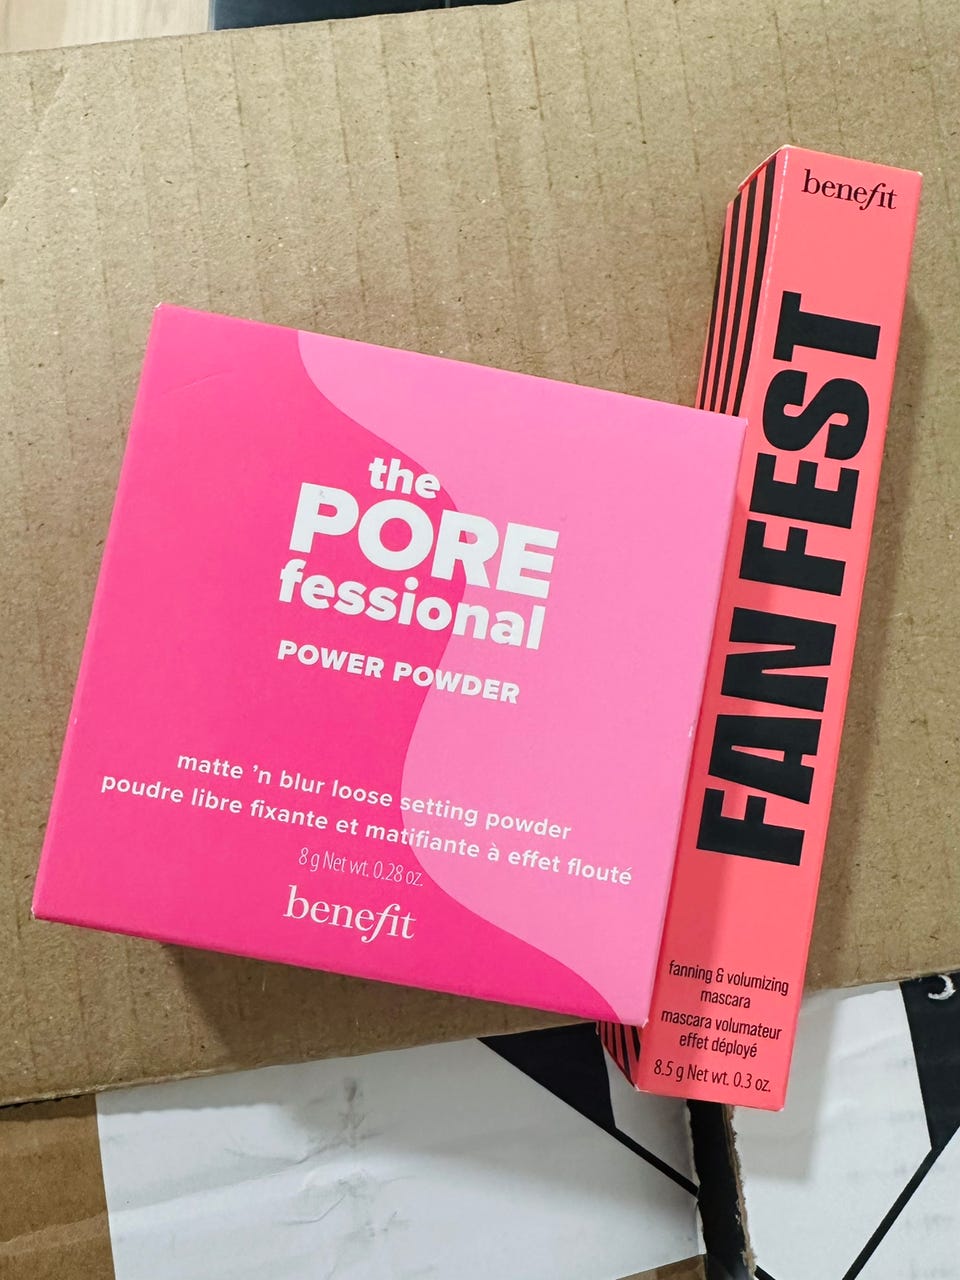 the
PORE
fessional
POWER POWDER
matte 'n blur loose setting powder
poudre libre fixante et matifiante à effet flouté
8 g Net wt. 0.28 oz.
benefit
benefit
FAN FEST
fanning & volumizing
mascara
mascara volumateur
effet déployé
8.5 g Net wt. 0.3 oz.